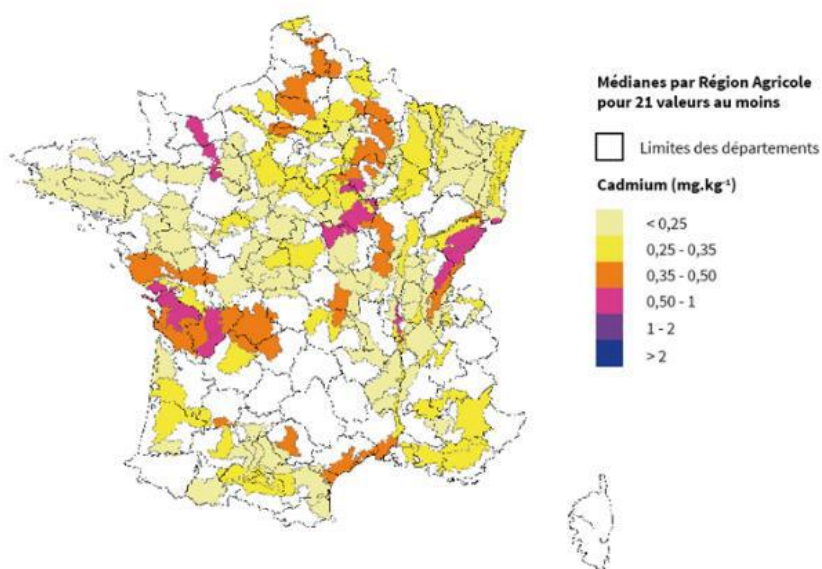 Médianes par Région Agricole
pour 21 valeurs au moins
Limites des départements
Cadmium (mg.kg⁻¹)
< 0,25
0,25 - 0,35
0,35 - 0,50
0,50 - 1
1 - 2
> 2